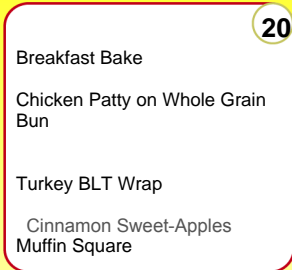 20
Breakfast Bake
Chicken Patty on Whole Grain
Bun
Turkey BLT Wrap
Cinnamon Sweet-Apples
Muffin Square